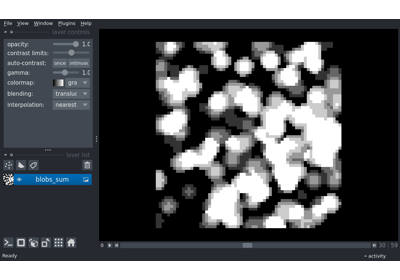 File View Window Plugins Help
layer controls
opacity: 1.0
contrast limits:
auto-contrast: once continuous
gamma: 1.0
colormap: gra
blending: translu
interpolation: nearest
layer list
blobs_sum
0 30 59
Ready activity